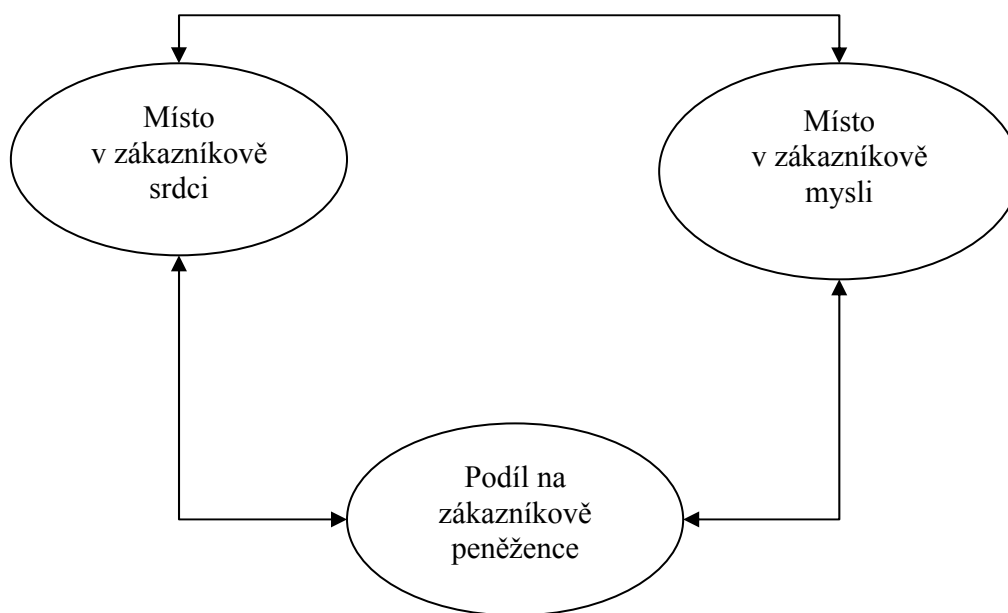 Místo
v zákazníkově
srdci
Místo
v zákazníkově
mysli
Podíl na
zákazníkově
peněžence